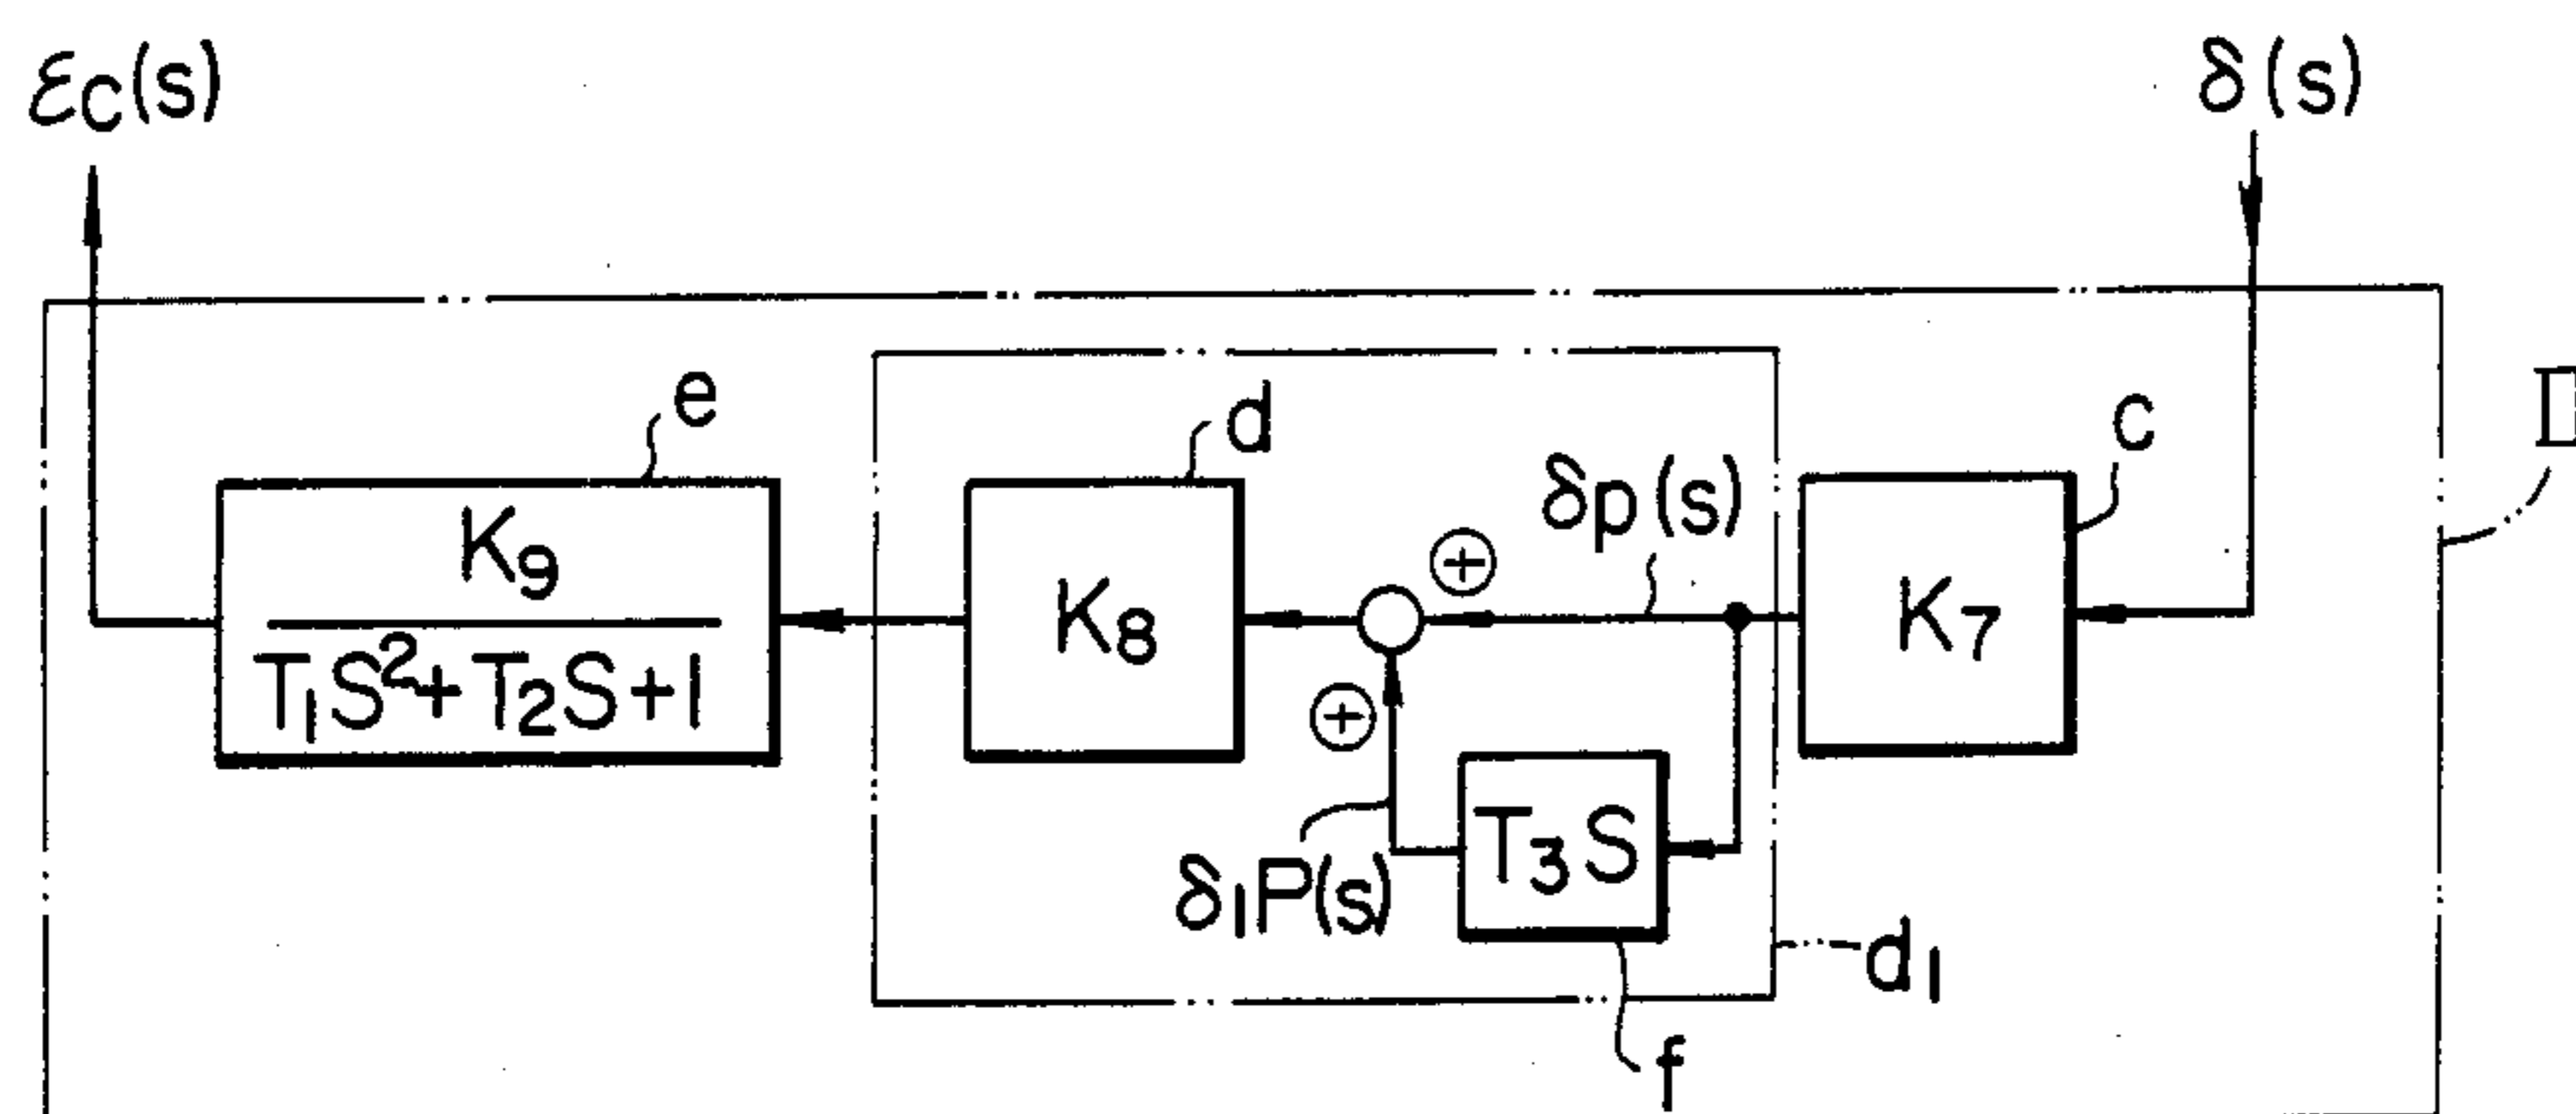 εc(s)
δ(s)
e
d
c
δp(s)
⊕
K9
T1S²+T2S+1
K8
K7
⊕
T3S
δ1P(s)
d1
f